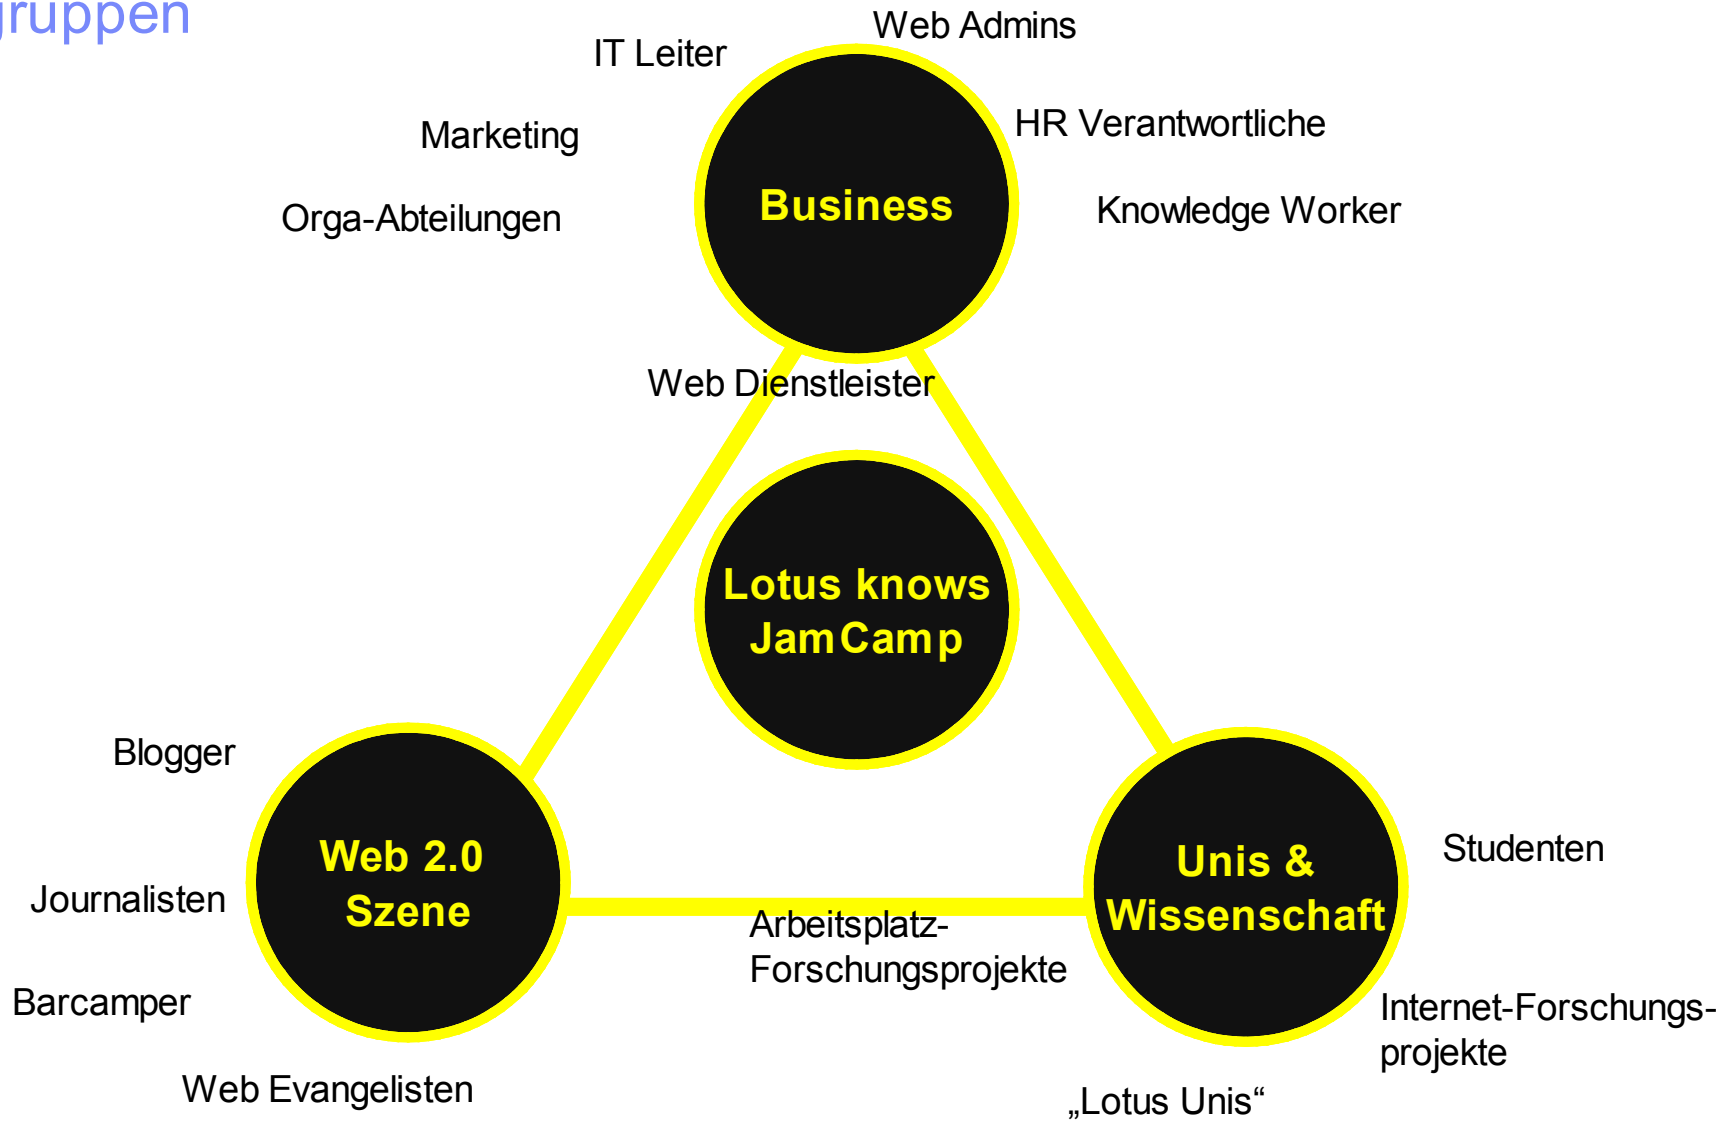 gruppen
Web Admins
IT Leiter
HR Verantwortliche
Marketing
Business
Knowledge Worker
Orga-Abteilungen
Web Dienstleister
Lotus knows
JamCamp
Blogger
Web 2.0
Szene
Journalisten
Barcamper
Web Evangelisten
Arbeitsplatz-
Forschungsprojekte
Unis &
Wissenschaft
Studenten
Internet-Forschungs-
projekte
„Lotus Unis“